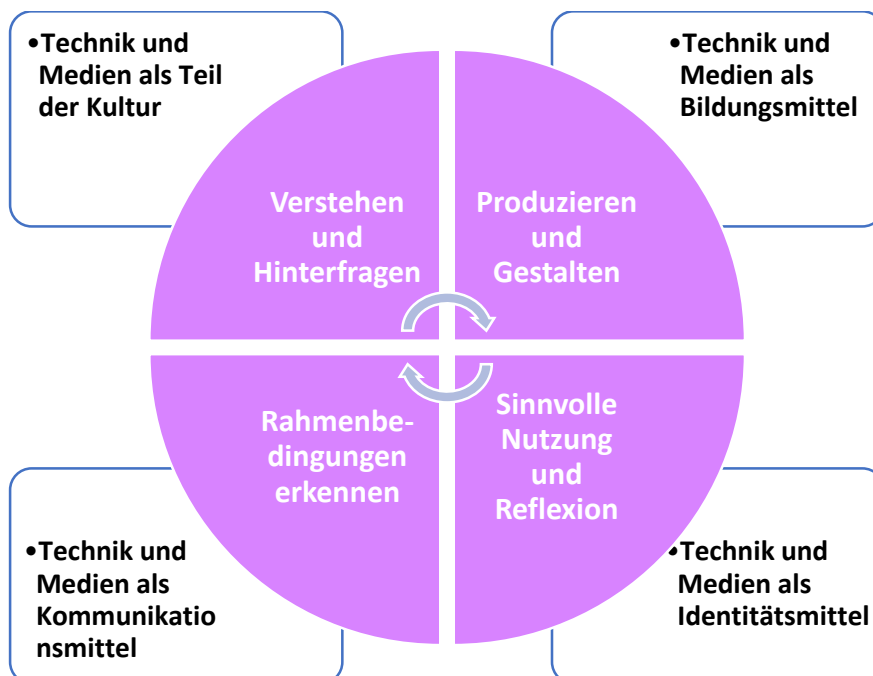 •Technik und
Medien als Teil
der Kultur
•Technik und
Medien als
Bildungsmittel
Verstehen
und
Hinterfragen
Produzieren
und
Gestalten
Rahmenbe-
dingungen
erkennen
Sinnvolle
Nutzung
und
Reflexion
•Technik und
Medien als
Kommunikatio
nsmittel
•Technik und
Medien als
Identitätsmittel